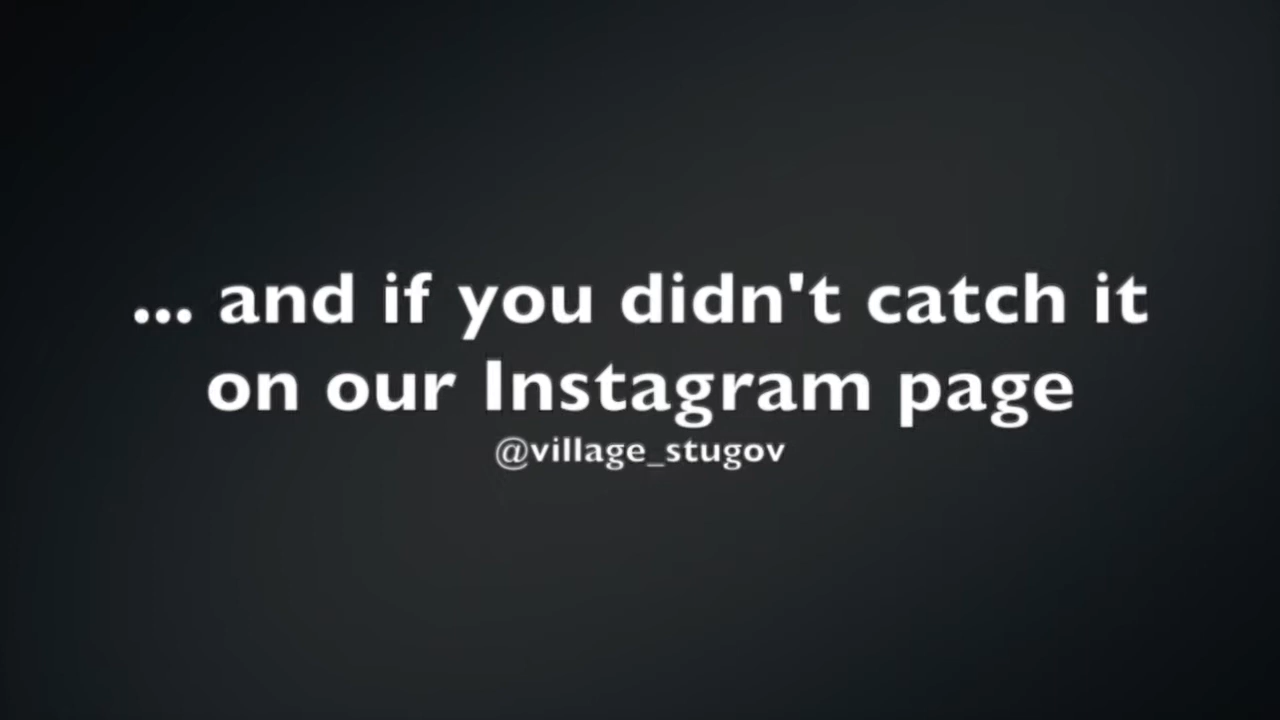 ... and if you didn't catch it
on our Instagram page
@village_stugov